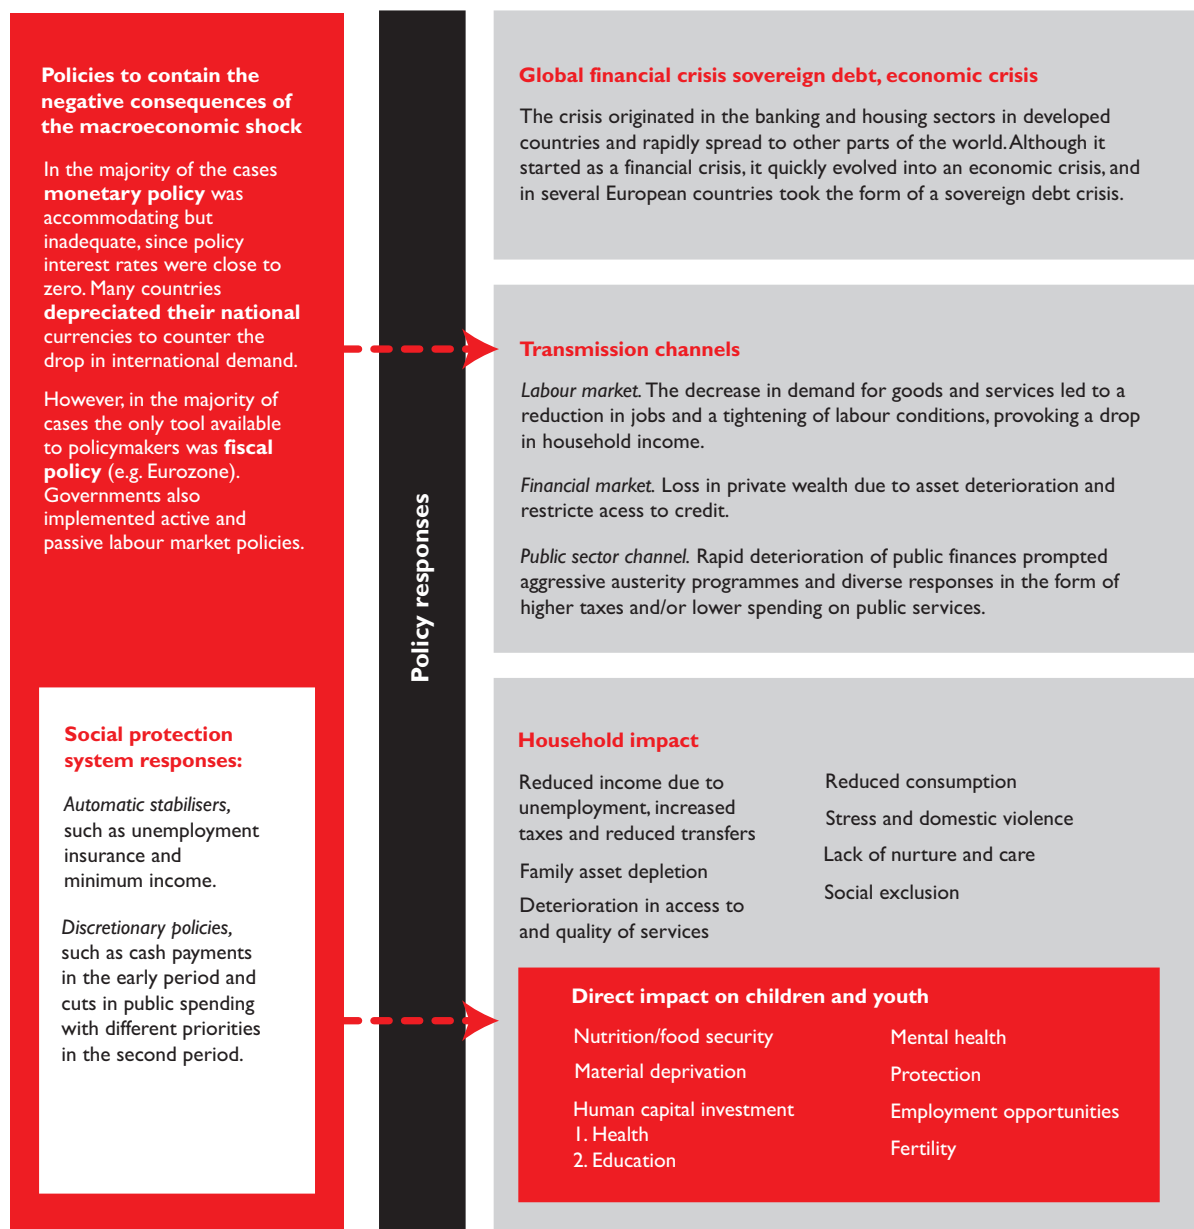 Policies to contain the
negative consequences of
the macroeconomic shock
In the majority of the cases
monetary policy was
accommodating but
inadequate, since policy
interest rates were close to
zero. Many countries
depreciated their national
currencies to counter the
drop in international demand.
However, in the majority of
cases the only tool available
to policymakers was fiscal
policy (e.g. Eurozone).
Governments also
implemented active and
passive labour market policies.
Social protection
system responses:
Automatic stabilisers,
such as unemployment
insurance and
minimum income.
Discretionary policies,
such as cash payments
in the early period and
cuts in public spending
with different priorities
in the second period.
Policy responses
Global financial crisis sovereign debt, economic crisis
The crisis originated in the banking and housing sectors in developed
countries and rapidly spread to other parts of the world. Although it
started as a financial crisis, it quickly evolved into an economic crisis, and
in several European countries took the form of a sovereign debt crisis.
Transmission channels
Labour market. The decrease in demand for goods and services led to a
reduction in jobs and a tightening of labour conditions, provoking a drop
in household income.
Financial market. Loss in private wealth due to asset deterioration and
restricte acess to credit.
Public sector channel. Rapid deterioration of public finances prompted
aggressive austerity programmes and diverse responses in the form of
higher taxes and/or lower spending on public services.
Household impact
Reduced income due to
unemployment, increased
taxes and reduced transfers
Family asset depletion
Deterioration in access to
and quality of services
Reduced consumption
Stress and domestic violence
Lack of nurture and care
Social exclusion
Direct impact on children and youth
Nutrition/food security
Material deprivation
Human capital investment
1. Health
2. Education
Mental health
Protection
Employment opportunities
Fertility